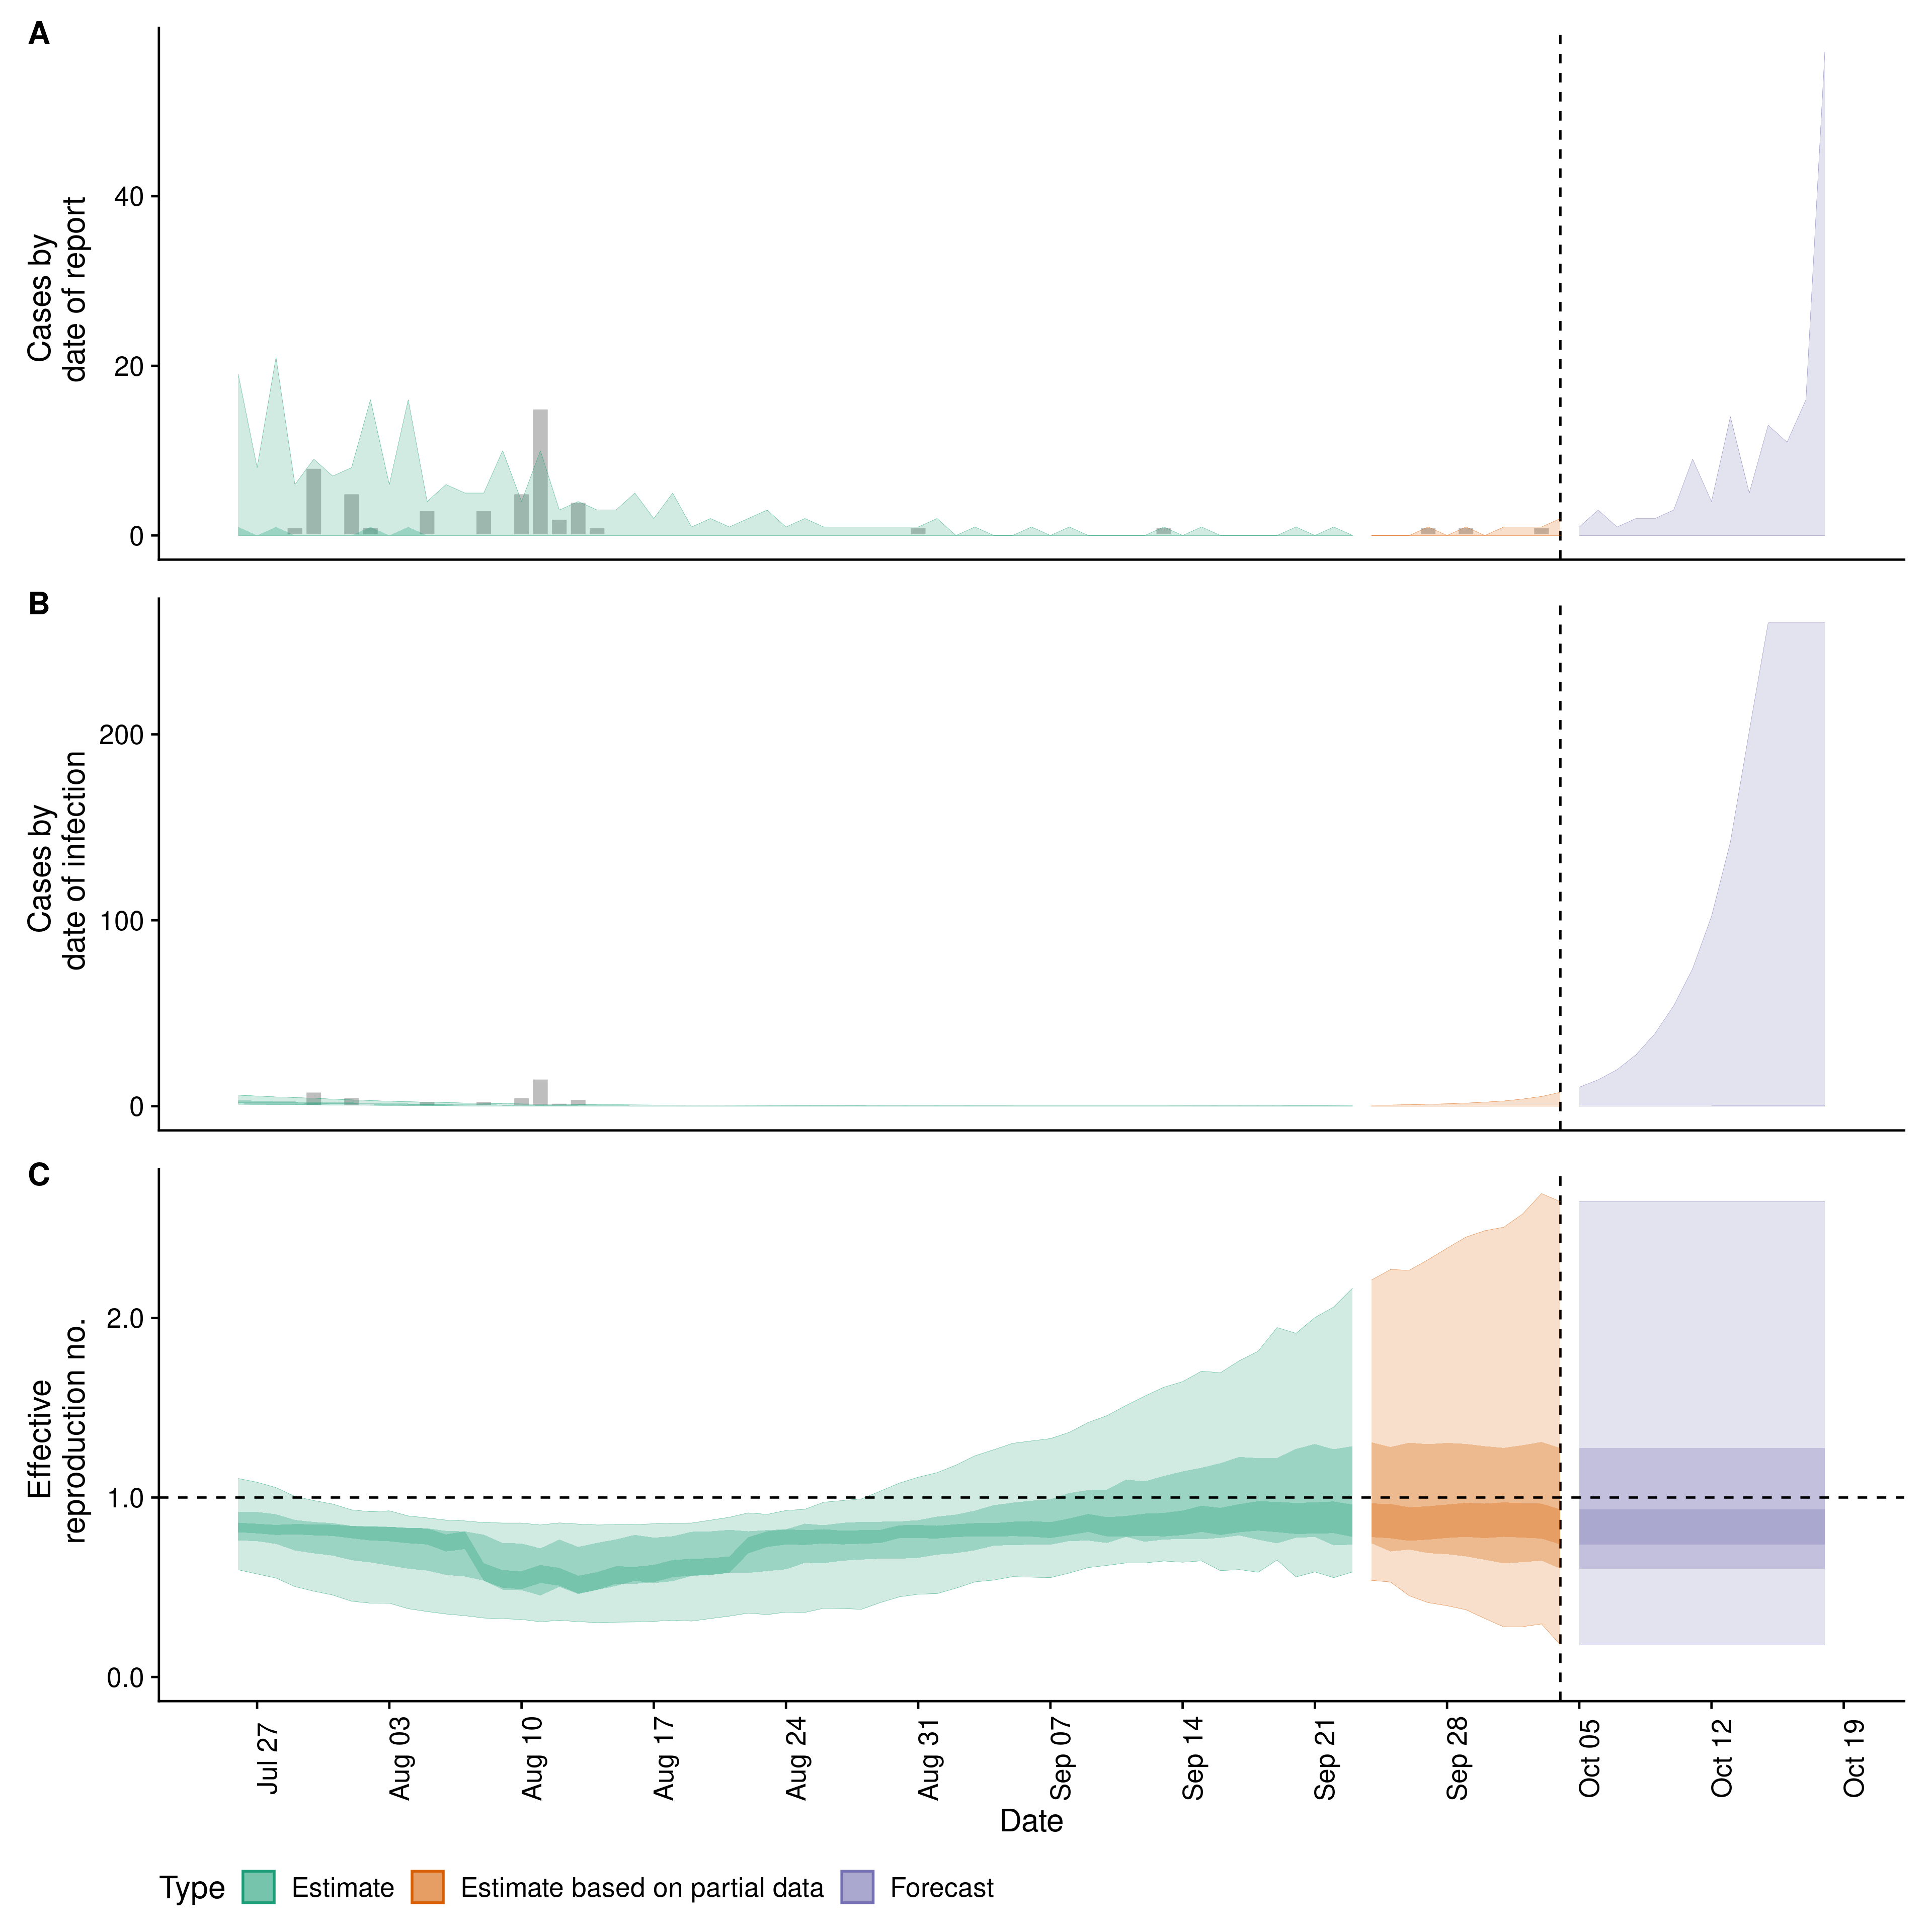 A
Cases by
date of report
40
20
0
B
Cases by
date of infection
200
100
0
C
Effective
reproduction no.
2.0
1.0
0.0
Jul 27
Aug 03
Aug 10
Aug 17
Aug 24
Aug 31
Sep 07
Sep 14
Sep 21
Sep 28
Oct 05
Oct 12
Oct 19
Date
Type Estimate Estimate based on partial data Forecast